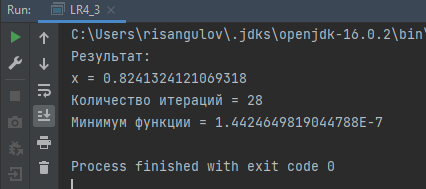 Run: LR4_3 ×
C:\Users\risangulov\.jdks\openjdk-16.0.2\bin\
Результат:
x = 0.8241324121069318
Количество итераций = 28
Минимум функции = 1.4424649819044788E-7
Process finished with exit code 0